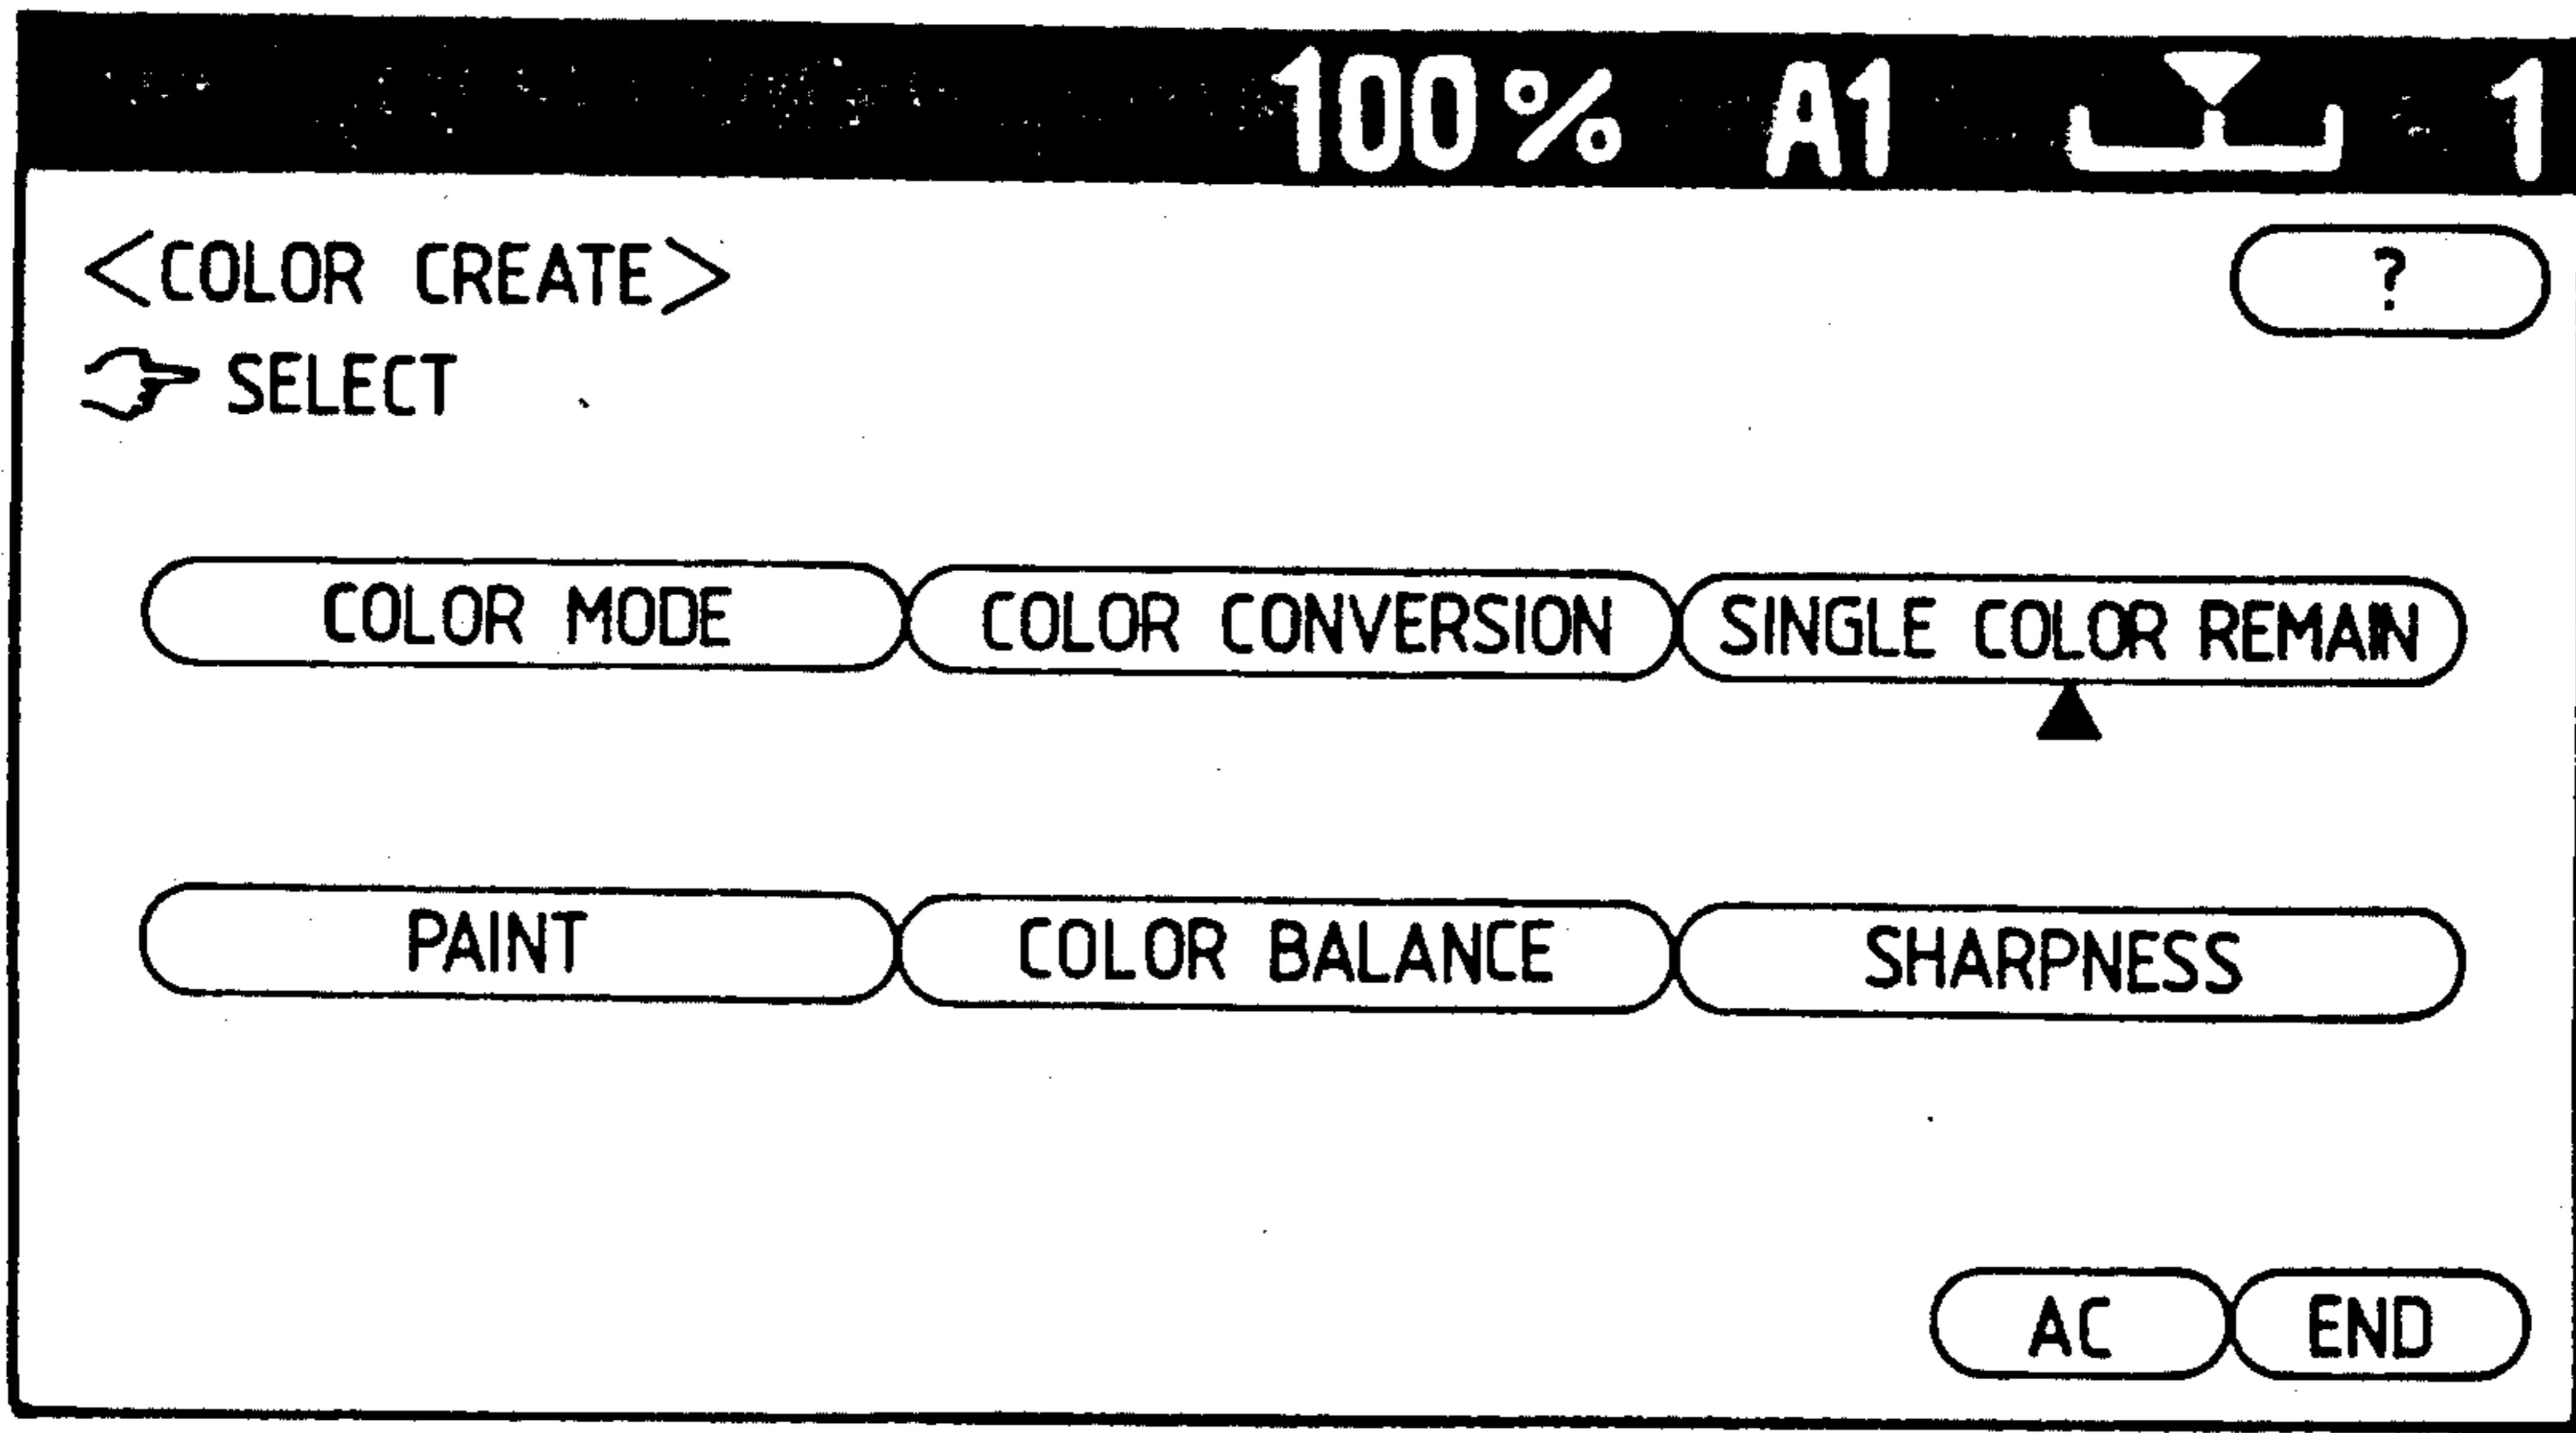 100% A1 1
<COLOR CREATE> ?
SELECT
COLOR MODE COLOR CONVERSION SINGLE COLOR REMAIN
PAINT COLOR BALANCE SHARPNESS
AC END